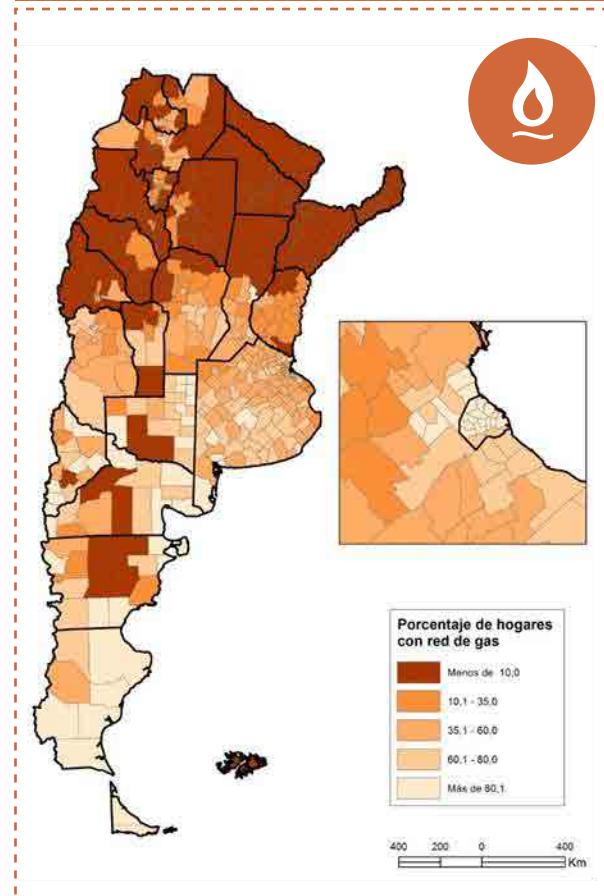 Porcentaje de hogares
con red de gas
Menos de 10,0
10,1 - 35,0
35,1 - 60,0
60,1 - 80,0
Más de 80,1
400 200 0 400
Km